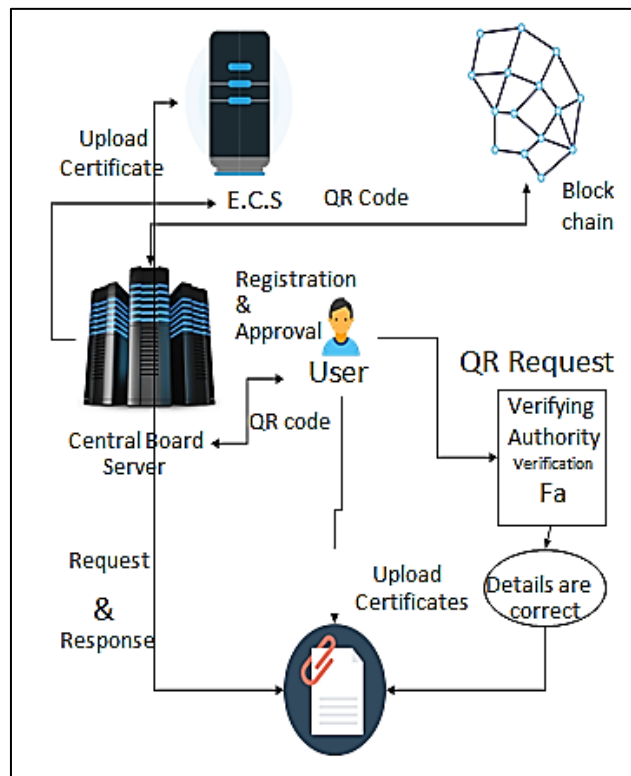 Upload
Certificate
E.C.S
QR Code
Block
chain
Registration
&
Approval
User
QR Request
QR code
Central Board
Server
Verifying
Authority
Verification
Fa
Request
&
Response
Upload
Certificates
Details are
correct